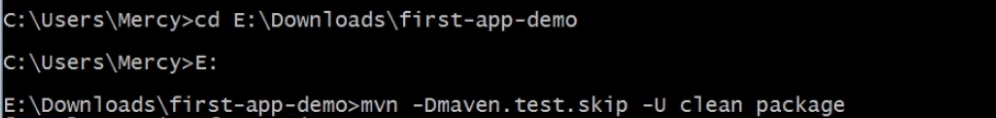 C:\Users\Mercy>cd E:\Downloads\first-app-demo
C:\Users\Mercy>E:
E:\Downloads\first-app-demo>mvn -Dmaven.test.skip -U clean package